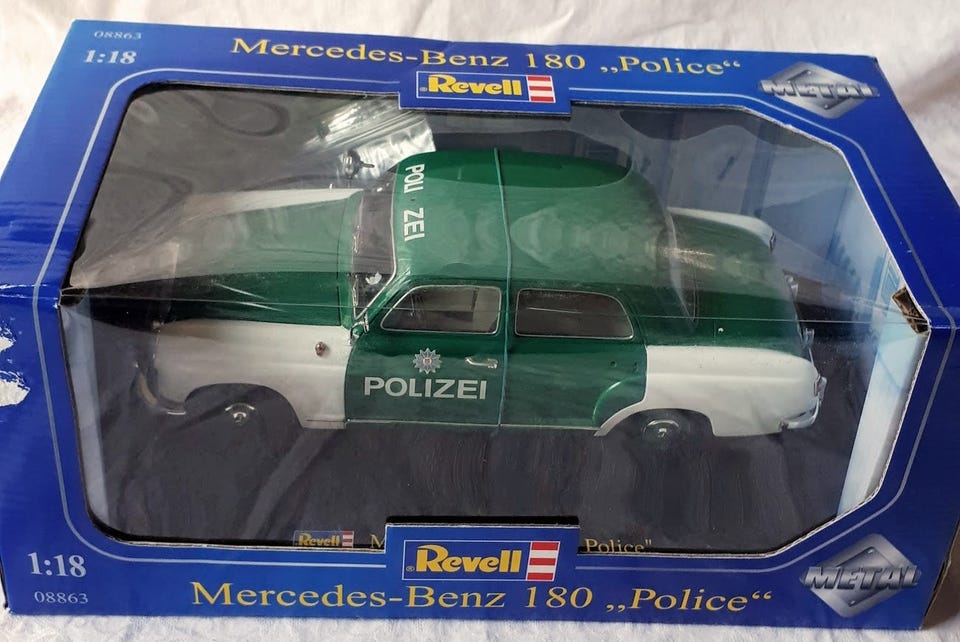 08863
1:18
Mercedes-Benz 180 „Police“
Revell
METAL
POLI ZEI
POLIZEI
Revell
Police"
Revell
1:18
08863
Mercedes-Benz 180 „Police“
METAL